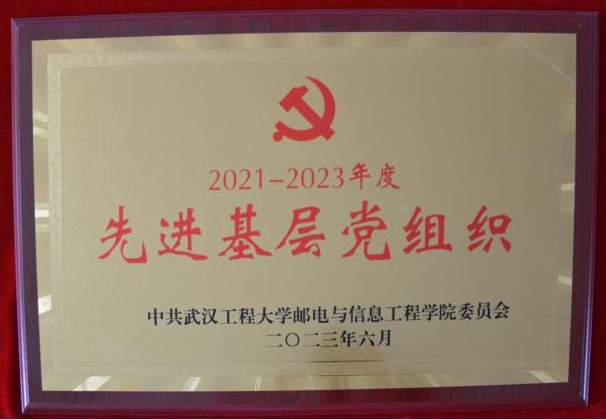 2021-2023年度
先进基层党组织
中共武汉工程大学邮电与信息工程学院委员会
二〇二三年六月